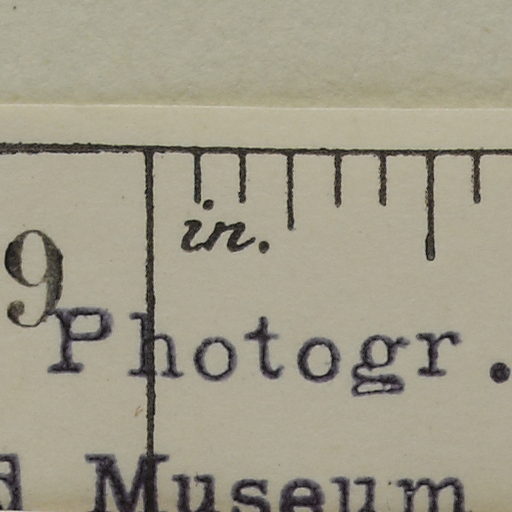 in.
9
Photogr.
d Museum